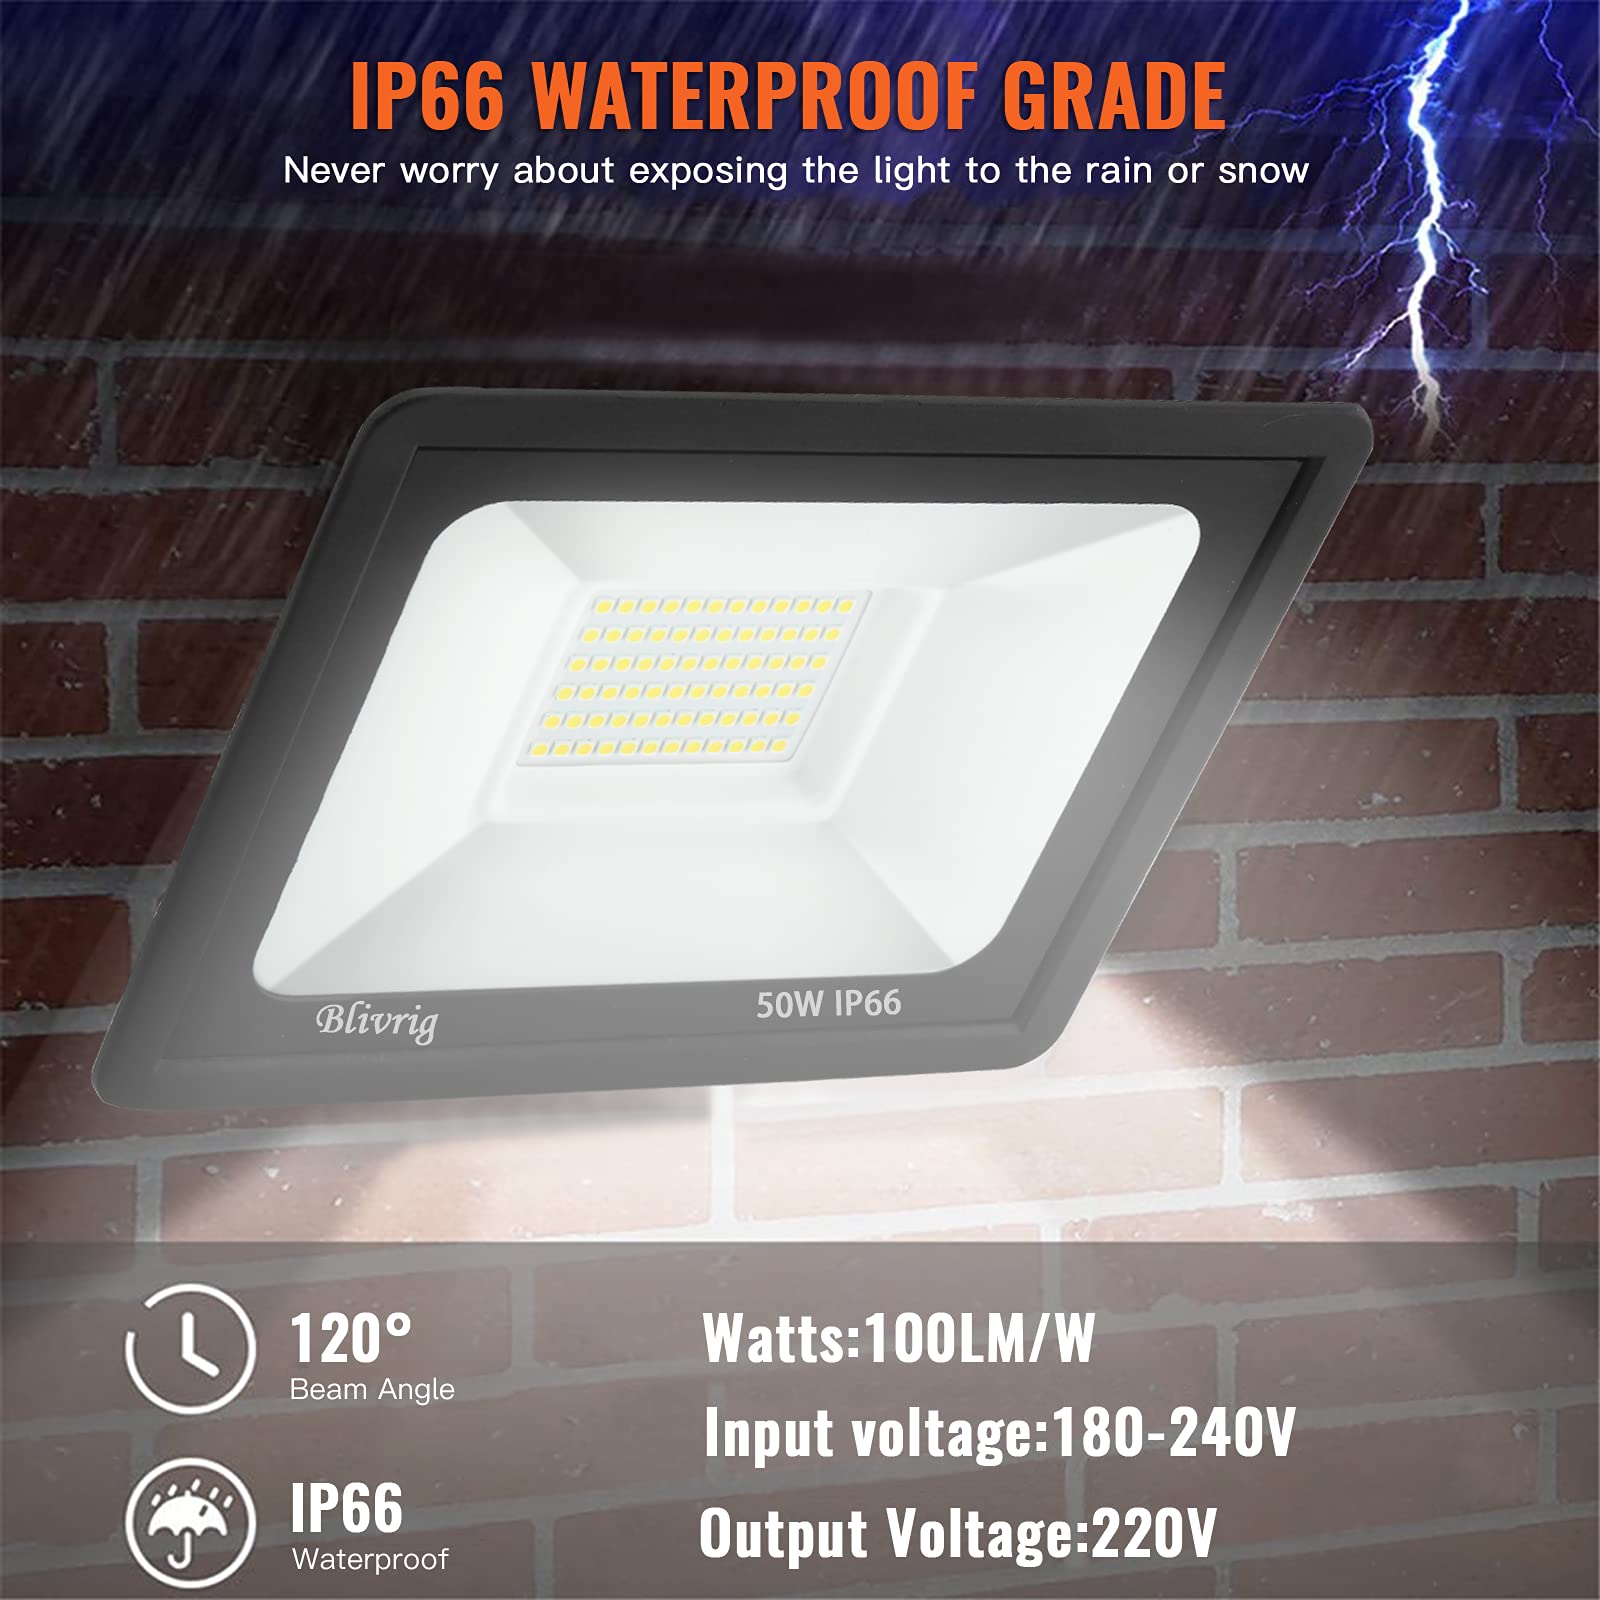 IP66 WATERPROOF GRADE
Never worry about exposing the light to the rain or snow
Blivrig
50W IP66
120°
Beam Angle
IP66
Waterproof
Watts:100LM/W
Input voltage:180-240V
Output Voltage:220V